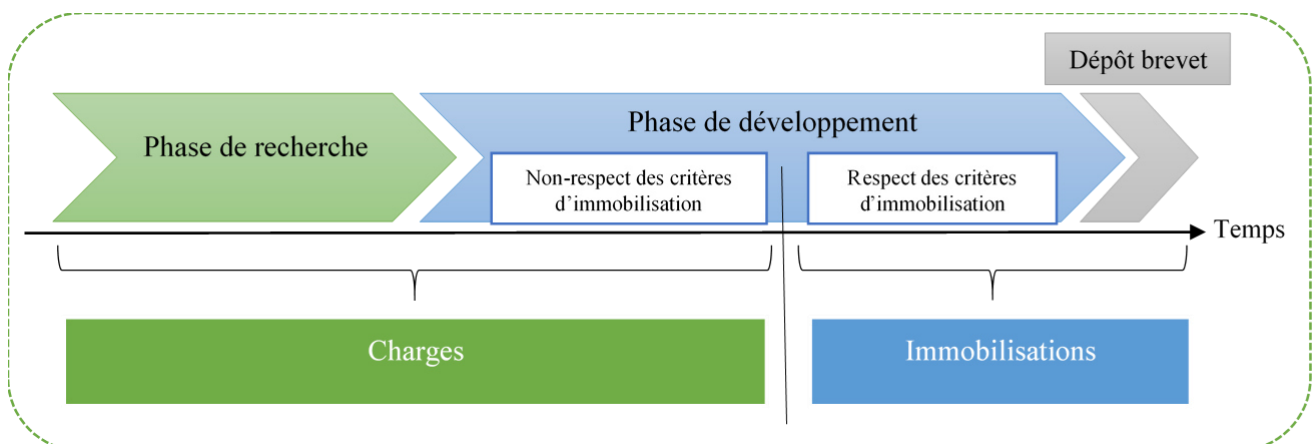 Dépôt brevet
Phase de recherche
Phase de développement
Non-respect des critères
d’immobilisation
Respect des critères
d’immobilisation
Temps
Charges
Immobilisations